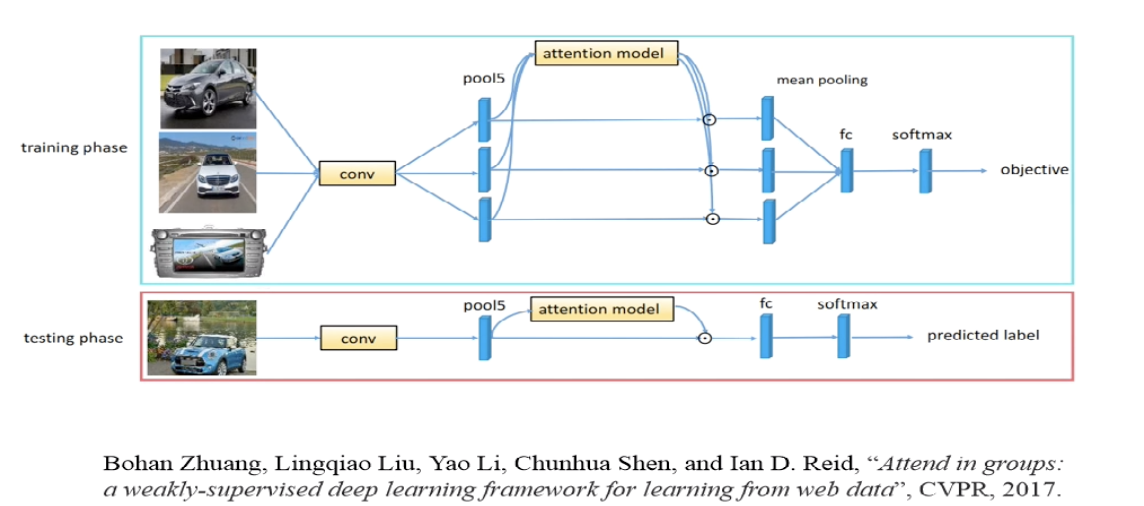 attention model
pool5
mean pooling
training phase
conv
fc
softmax
objective
testing phase
conv
pool5
attention model
fc
softmax
predicted label
Bohan Zhuang, Lingqiao Liu, Yao Li, Chunhua Shen, and Ian D. Reid, “Attend in groups:
a weakly-supervised deep learning framework for learning from web data”, CVPR, 2017.